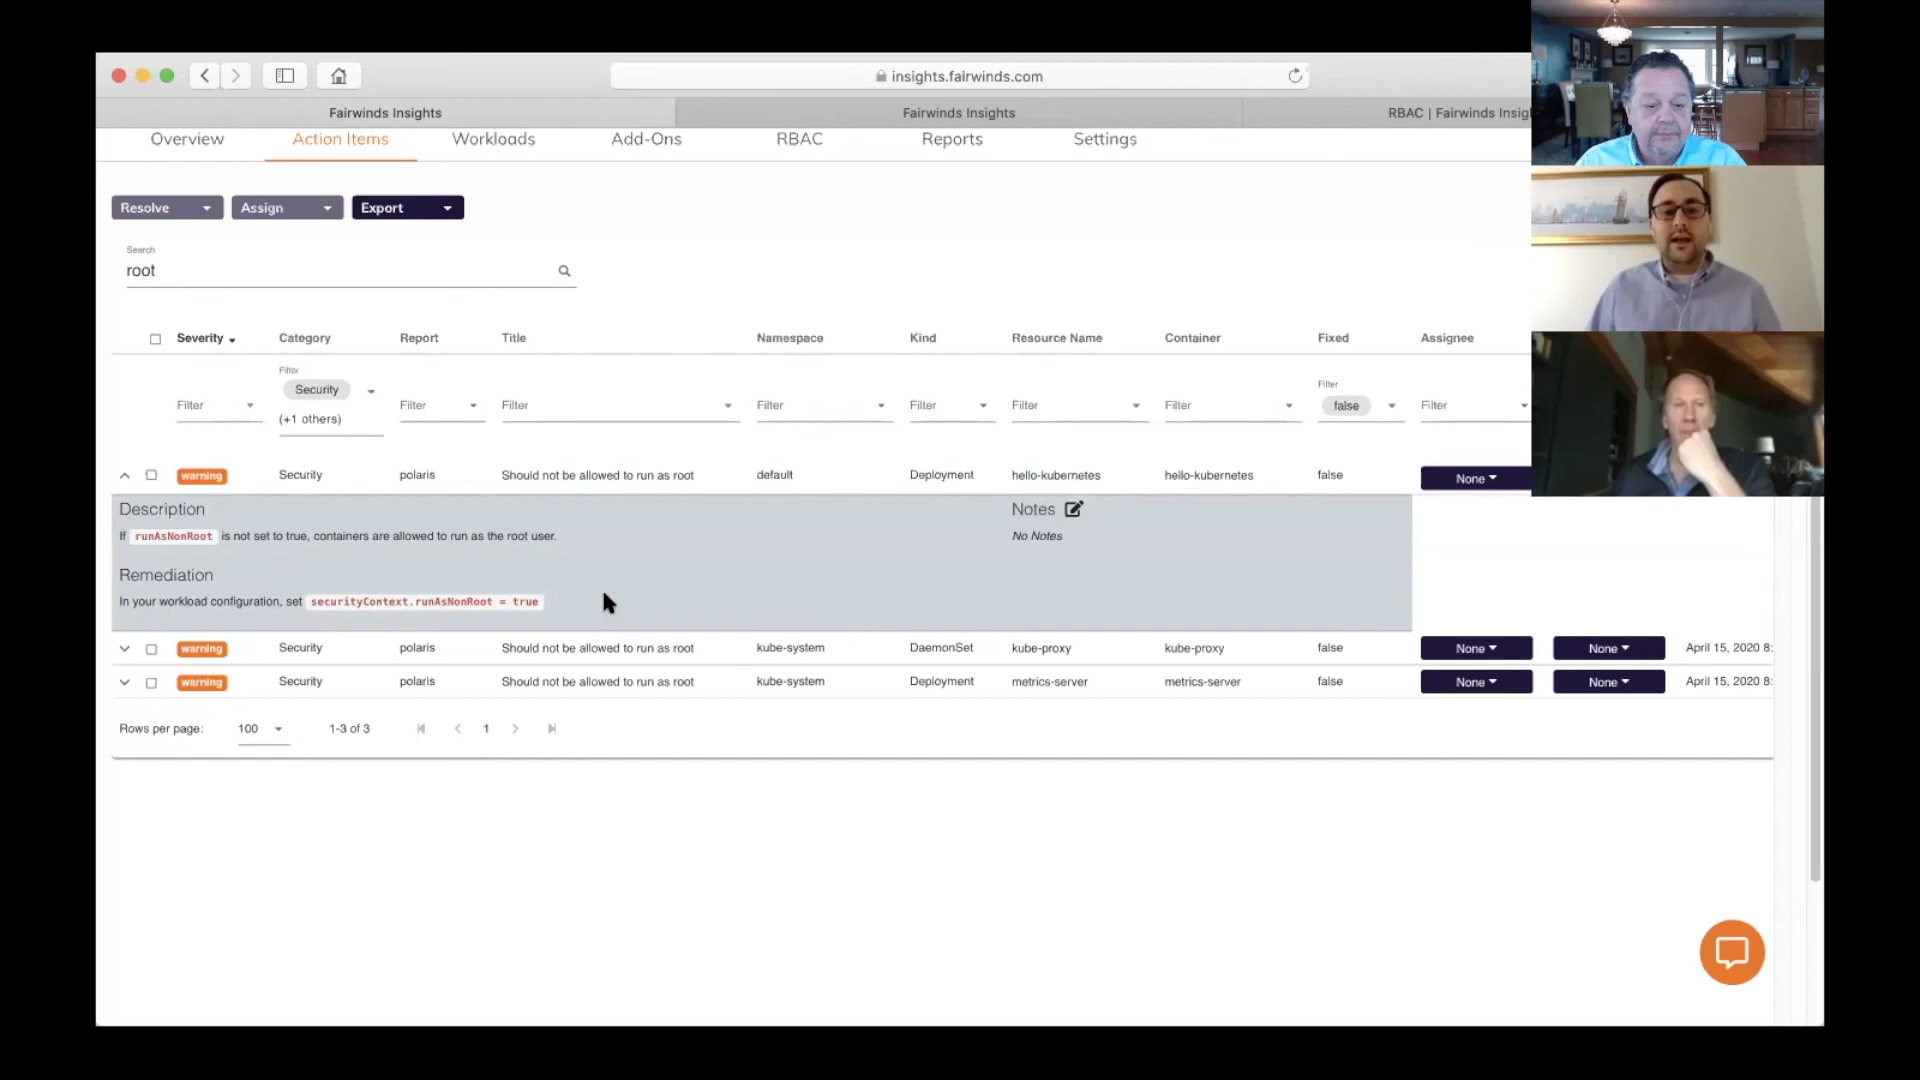 insights.fairwinds.com
Fairwinds Insights Fairwinds Insights RBAC | Fairwinds Insig
Overview Action Items Workloads Add-Ons RBAC Reports Settings
Resolve Assign Export
Search
root
Severity Category Report Title Namespace Kind Resource Name Container Fixed Assignee
Filter Security (+1 others) Filter false
Filter Filter Filter Filter Filter Filter Filter Filter
warning Security polaris Should not be allowed to run as root default Deployment hello-kubernetes hello-kubernetes false None
Description Notes
If runAsNonRoot is not set to true, containers are allowed to run as the root user. No Notes
Remediation
In your workload configuration, set securityContext.runAsNonRoot = true
warning Security polaris Should not be allowed to run as root kube-system DaemonSet kube-proxy kube-proxy false None None April 15, 2020 8:
warning Security polaris Should not be allowed to run as root kube-system Deployment metrics-server metrics-server false None None April 15, 2020 8:
Rows per page: 100 1-3 of 3 1